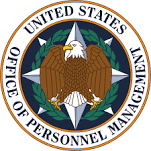 UNITED STATES
OFFICE OF PERSONNEL MANAGEMENT